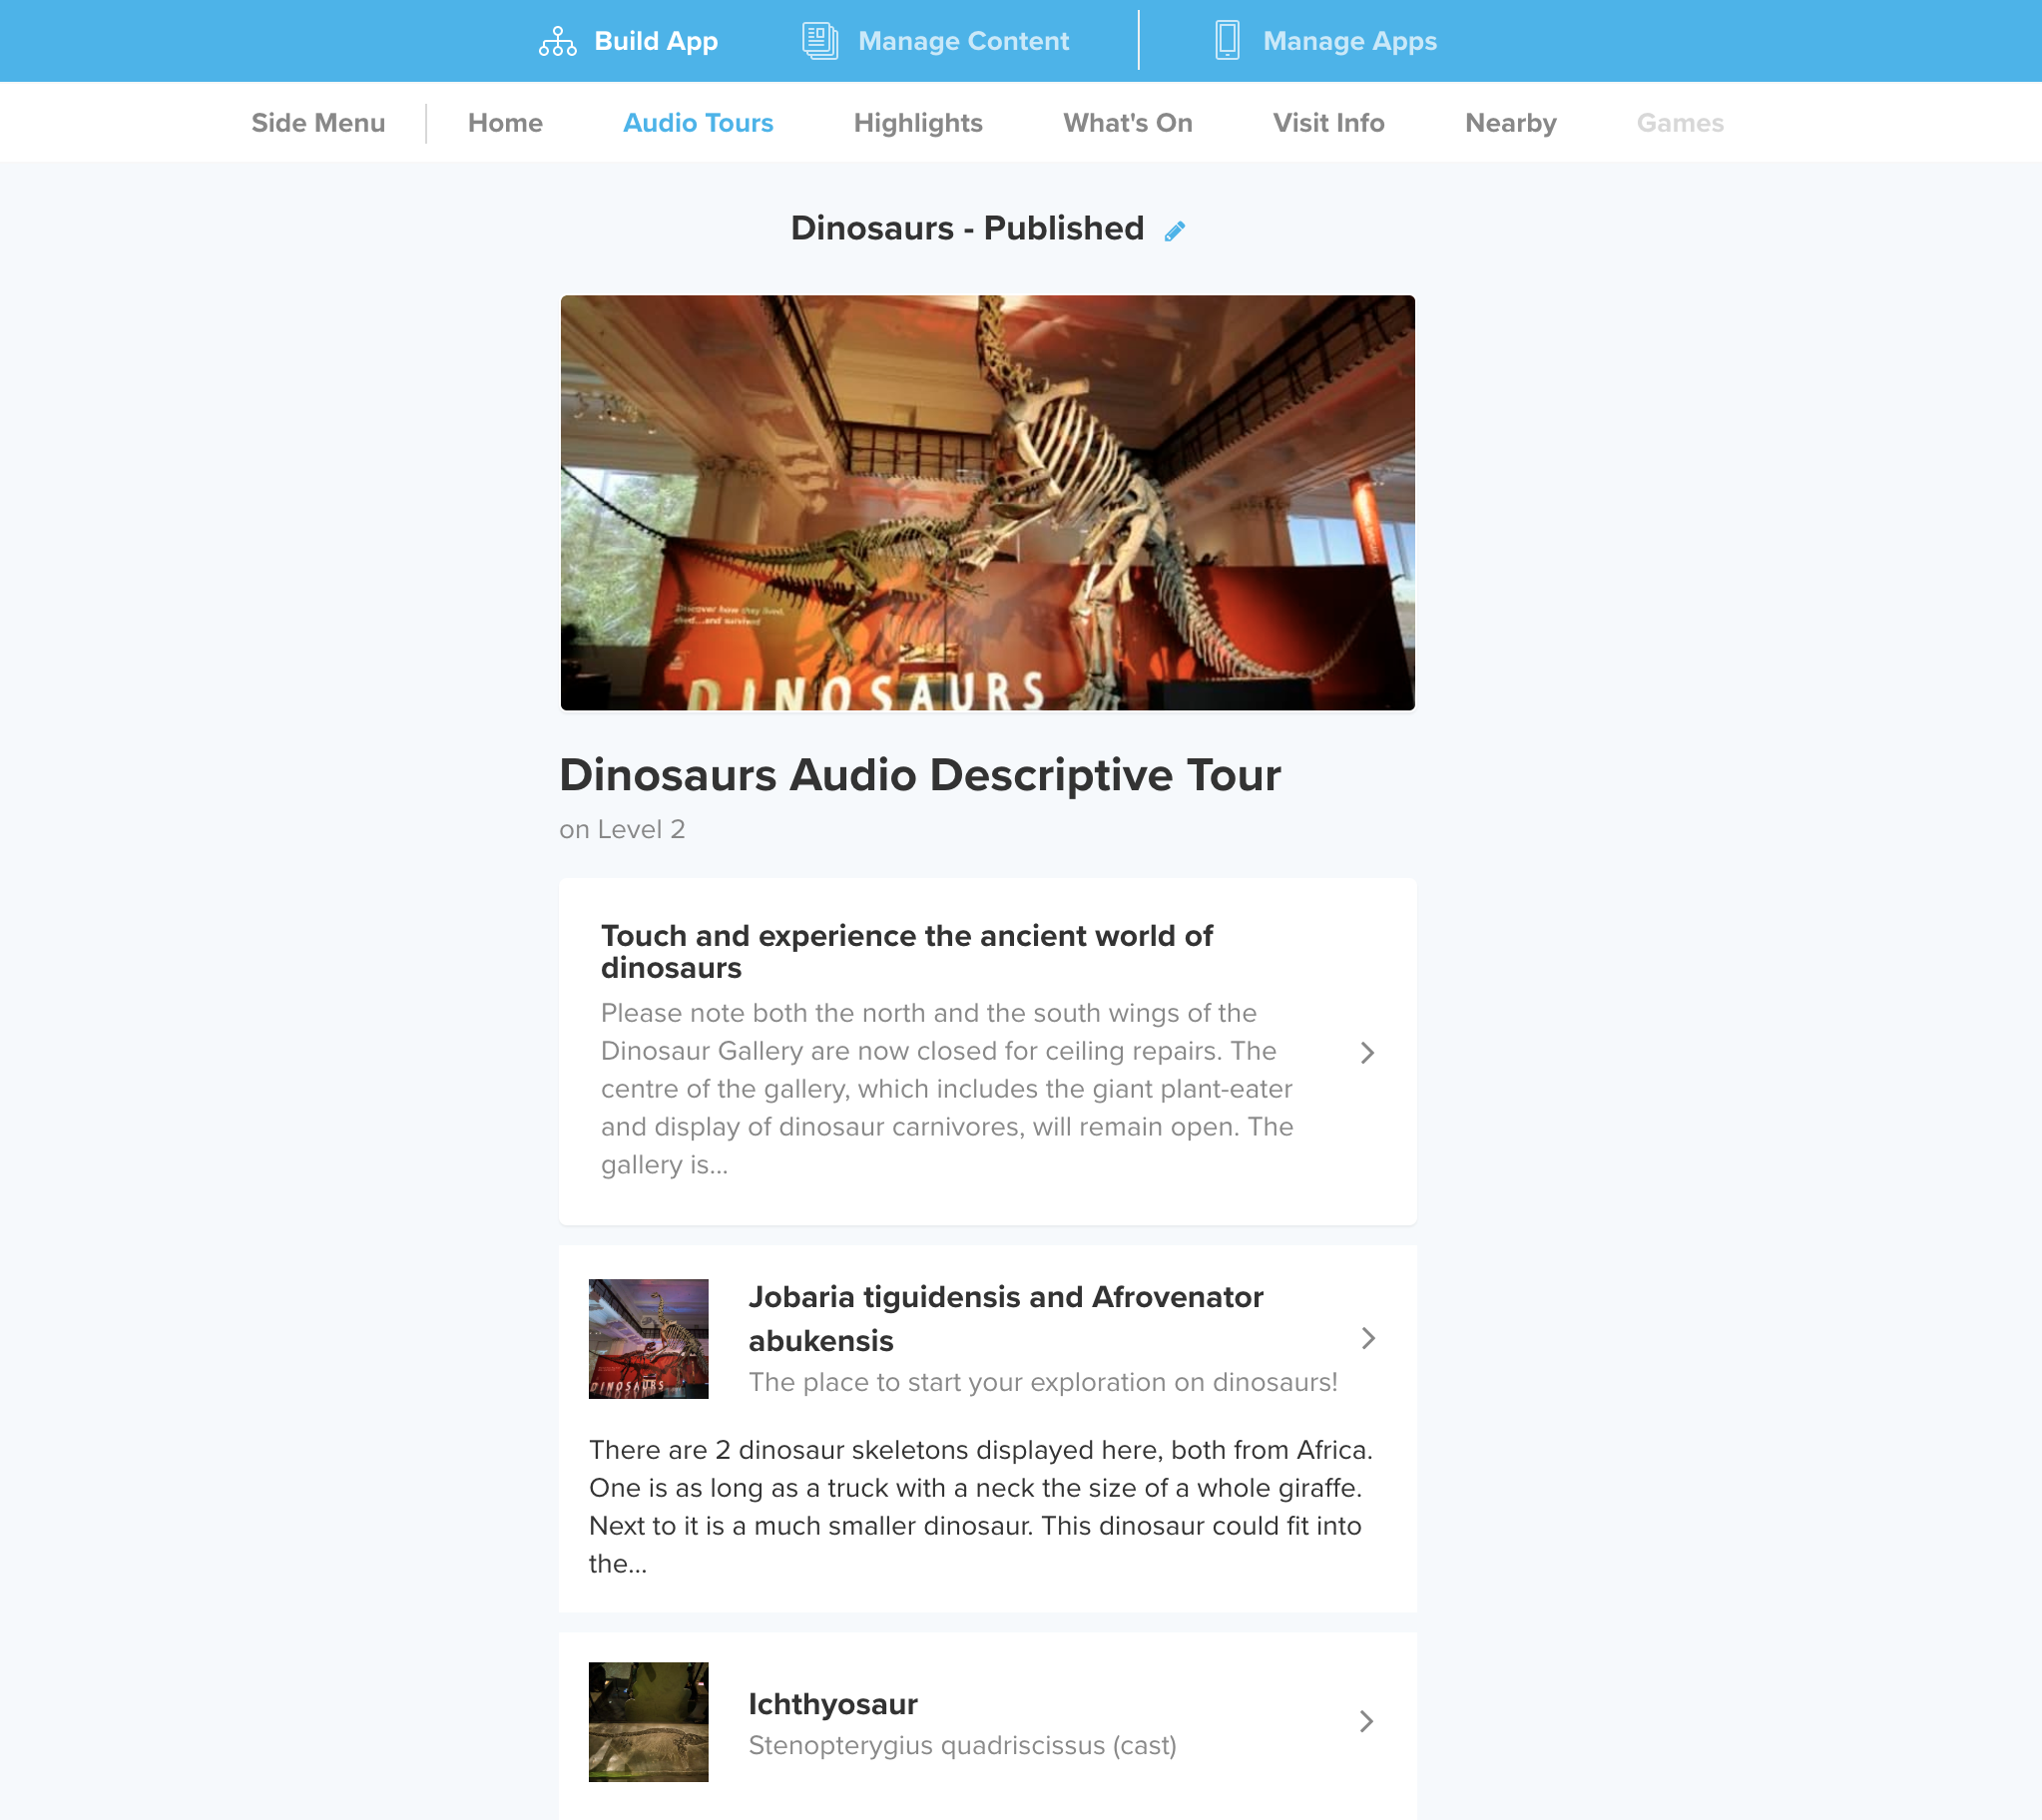 Build App
Manage Content
Manage Apps
Side Menu
Home
Audio Tours
Highlights
What's On
Visit Info
Nearby
Games
Dinosaurs - Published
Discover how they lived,
died...and survived
DINOSAURS
Dinosaurs Audio Descriptive Tour
on Level 2
Touch and experience the ancient world of
dinosaurs
Please note both the north and the south wings of the
Dinosaur Gallery are now closed for ceiling repairs. The
centre of the gallery, which includes the giant plant-eater
and display of dinosaur carnivores, will remain open. The
gallery is...
Jobaria tiguidensis and Afrovenator
abukensis
The place to start your exploration on dinosaurs!
DINOSAURS
There are 2 dinosaur skeletons displayed here, both from Africa.
One is as long as a truck with a neck the size of a whole giraffe.
Next to it is a much smaller dinosaur. This dinosaur could fit into
the...
Ichthyosaur
Stenopterygius quadriscissus (cast)